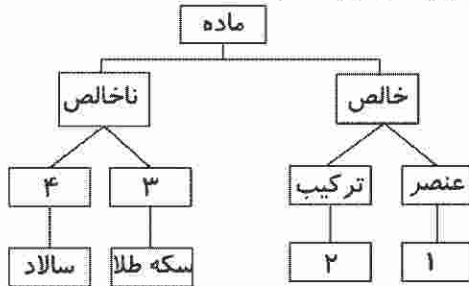 ماده
خالص ناخالص
عنصر ترکیب ۳ ۴
۱ ۲ سکه طلا سالاد